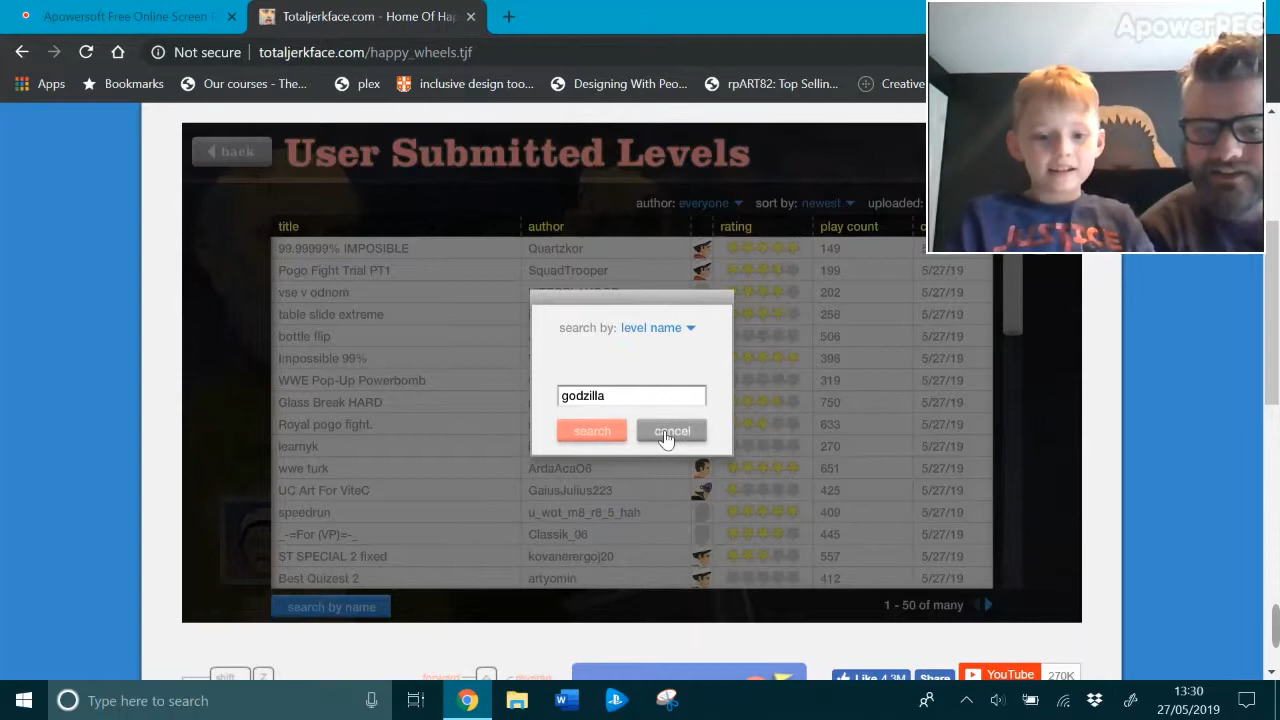 Apowersoft Free Online Screen R
Totaljerkface.com - Home Of Hap
ApowerREC
Not secure
totaljerkface.com/happy_wheels.tjf
Apps
Bookmarks
Our courses - The...
plex
inclusive design too...
Designing With Peo...
rpART82: Top Sellin...
Creative
back
User Submitted Levels
author: everyone
sort by: newest
uploaded:
title
author
rating
play count
99.99999% IMPOSIBLE
Quartzkor
149
Pogo Fight Trial PT1
SquadTrooper
199
5/27/19
vse v odnom
202
5/27/19
table slide extreme
258
5/27/19
bottle flip
506
5/27/19
Impossible 99%
396
5/27/19
WWE Pop-Up Powerbomb
319
5/27/19
Glass Break HARD
750
5/27/19
Royal pogo fight.
633
5/27/19
learnyk
270
5/27/19
wwe turk
ArdaAcaO6
651
5/27/19
UC Art For ViteC
GaiusJulius223
425
5/27/19
speedrun
u_wot_m8_r8_5_hah
409
5/27/19
_-=For (VP)=-_
Classik_06
445
5/27/19
ST SPECIAL 2 fixed
kovanerergoj20
557
5/27/19
Best Quizest 2
artyomin
412
5/27/19
search by: level name
godzilla
search
cancel
search by name
1 - 50 of many
JUSTICE
shift
Z
forward
Like 4.3M
Share
YouTube
270K
Type here to search
13:30
27/05/2019